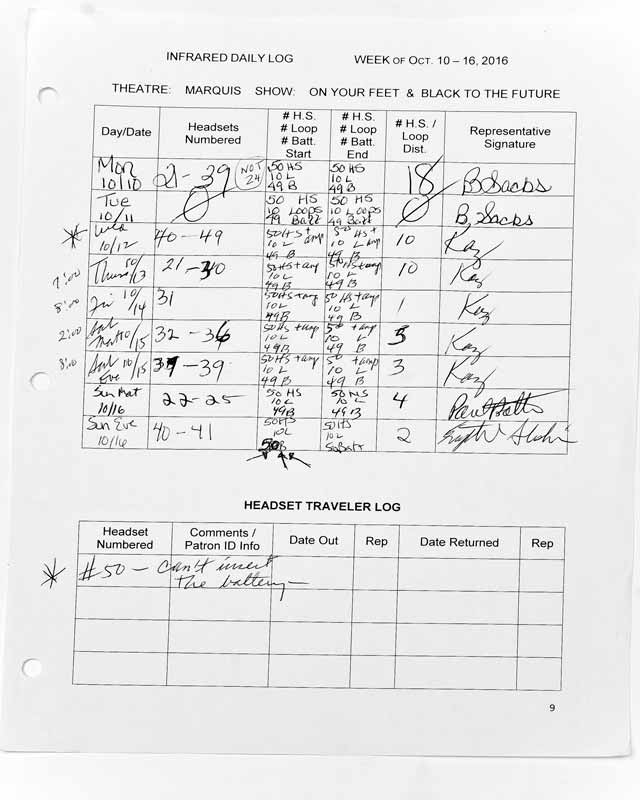 INFRARED DAILY LOG WEEK OF OCT. 10 – 16, 2016
THEATRE: MARQUIS SHOW: ON YOUR FEET & BLACK TO THE FUTURE
Day/Date Headsets Numbered # H.S. # Loop # Batt. Start # H.S. # Loop # Batt. End # H.S. / Loop Dist. Representative Signature
Mon 10/10 21 – 39 NOT 24 50 HS 10 L 49 B 50 HS 10 L 49 B 18 B. Sacks
Tue 10/11 0 50 HS 10 LOOPS 49 Batt 50 HS 10 LOOPS 49 Batt 0 B. Sacks
* Wed 10/12 40 – 49 50 HS + amp 10 L 49 B 50 HS + amp 10 L 49 B 10 Kaz
7:00 Thurs 10/13 21 – 30 50 HS + amp 10 L 49 B 50 HS + amp 10 L 49 B 10 Kaz
8:00 Fri 10/14 31 50 HS + amp 10 L 49 B 50 HS + amp 10 L 49 B 1 Kaz
2:00 Sat Mat 10/15 32 – 36 50 HS + amp 10 L 49 B 50 + amp 10 L 49 B 5 Kaz
8:00 Sat 10/15 Eve 37 – 39 50 HS + amp 10 L 49 B 50 + amp 10 L 49 B 3 Kaz
Sun Mat 10/16 22 – 25 50 HS 10 L 49 B 50 HS 10 L 49 B 4
Sun Eve 10/16 40 – 41 50 HS 10 L 50 B 50 HS 10 L 50 Batt 2
HEADSET TRAVELER LOG
Headset Numbered Comments / Patron ID Info Date Out Rep Date Returned Rep
* #50 – can't insert
the battery –
9